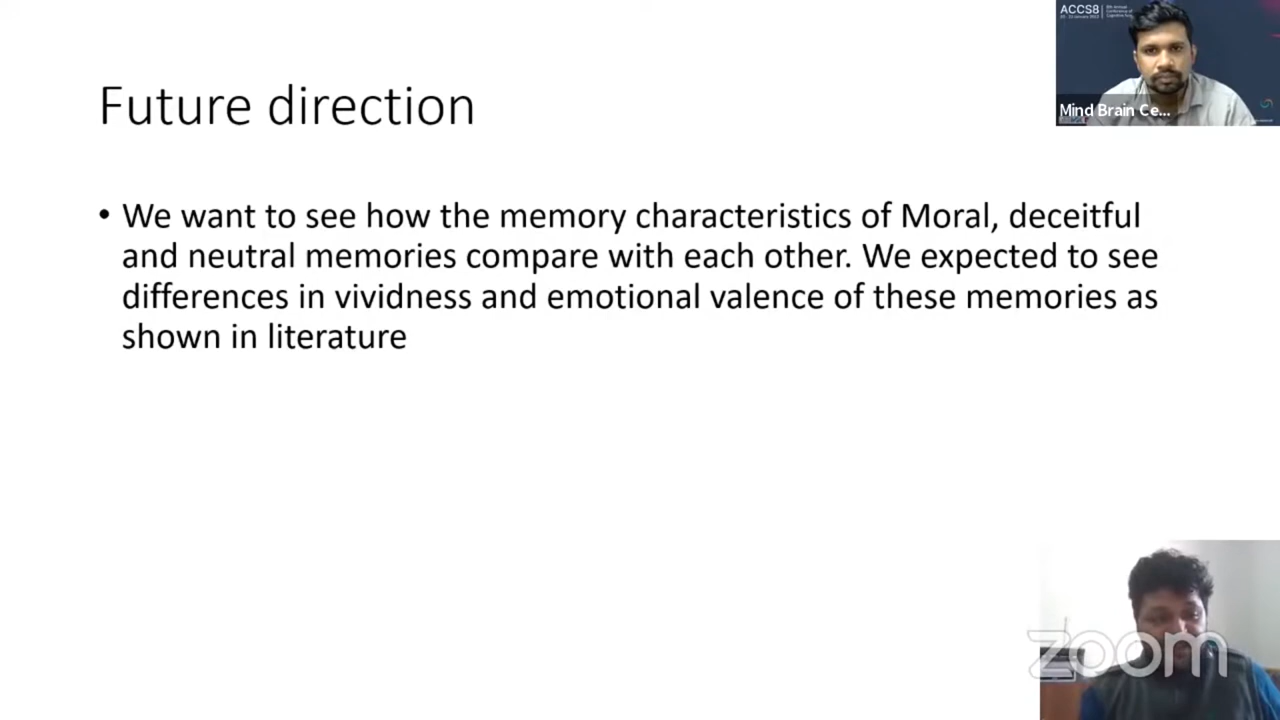 ACCS8
Future direction
Mind Brain Ce...
• We want to see how the memory characteristics of Moral, deceitful
and neutral memories compare with each other. We expected to see
differences in vividness and emotional valence of these memories as
shown in literature
zoom